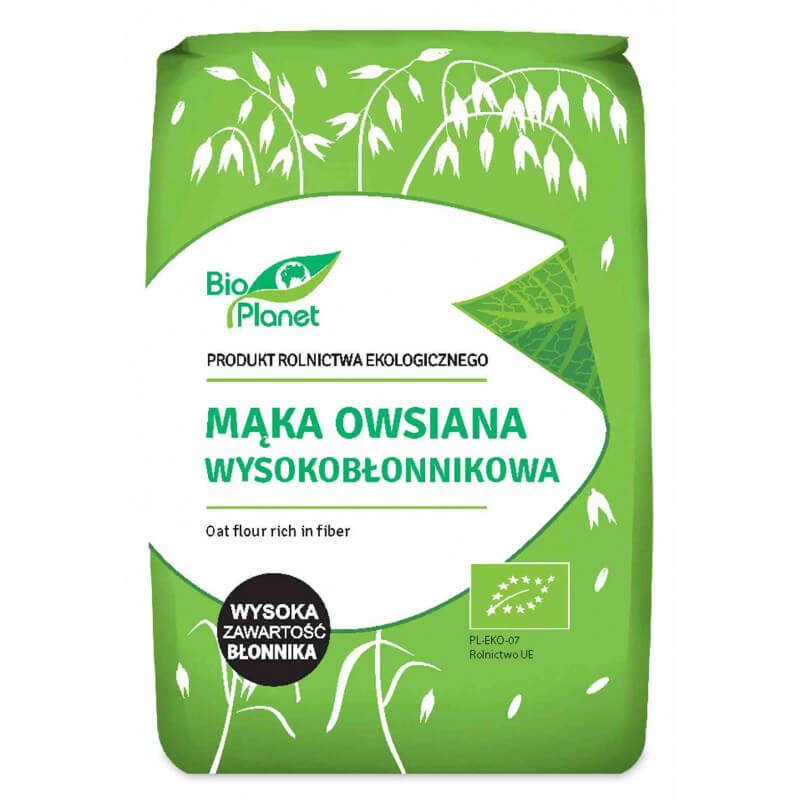 Bio
Planet
PRODUKT ROLNICTWA EKOLOGICZNEGO
MĄKA OWSIANA
WYSOKOBŁONNIKOWA
Oat flour rich in fiber
WYSOKA
ZAWARTOŚĆ
BŁONNIKA
PL-EKO-07
Rolnictwo UE